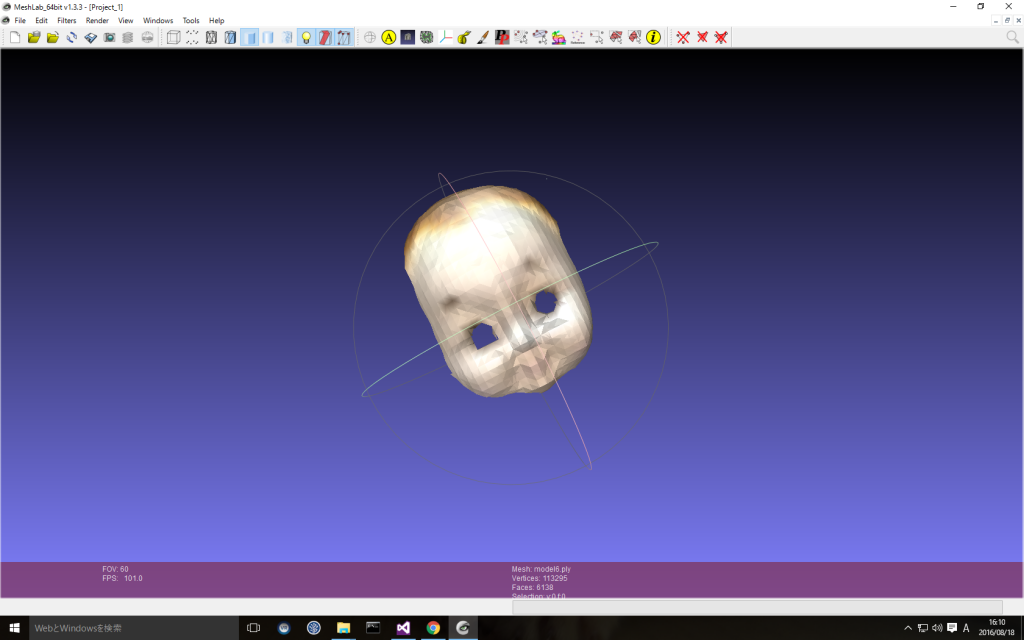 MeshLab_64bit v1.3.3 - [Project_1]
File Edit Filters Render View Windows Tools Help
FOV: 60
FPS: 101.0
Mesh: model6.ply
Vertices: 113295
Faces: 6138
Selection: v:0 f:0
WebとWindowsを検索
A
16:10
2016/08/18